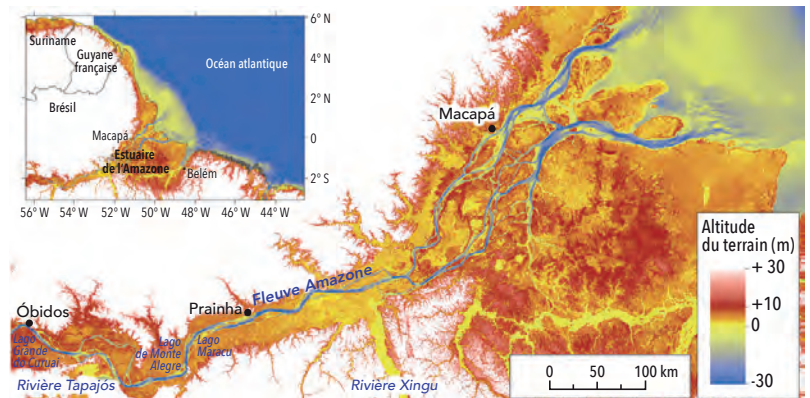 6° N
Suriname
Guyane
française
Océan atlantique
4° N
Brésil
2° N
Macapá
0
Estuaire
de l'Amazone
Belém
2° S
56° W
54° W
52° W
50° W
48° W
46° W
44° W
Macapá
Fleuve Amazone
Prainha
Óbidos
Lago
Grande
do Curuai
Lago
de Monte
Alegre
Lago
Maracu
Rivière Tapajós
Rivière Xingu
0 50 100 km
Altitude
du terrain (m)
+ 30
+10
0
-30